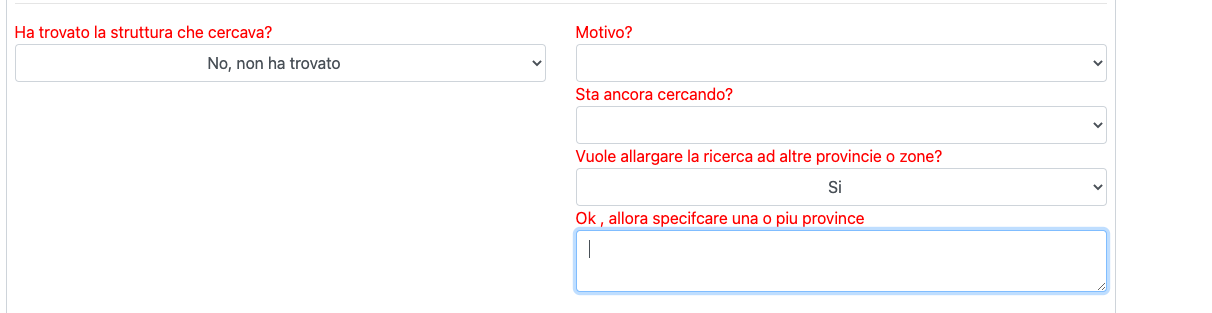 Ha trovato la struttura che cercava?
No, non ha trovato
Motivo?
Sta ancora cercando?
Vuole allargare la ricerca ad altre provincie o zone?
Si
Ok , allora specifcare una o piu province